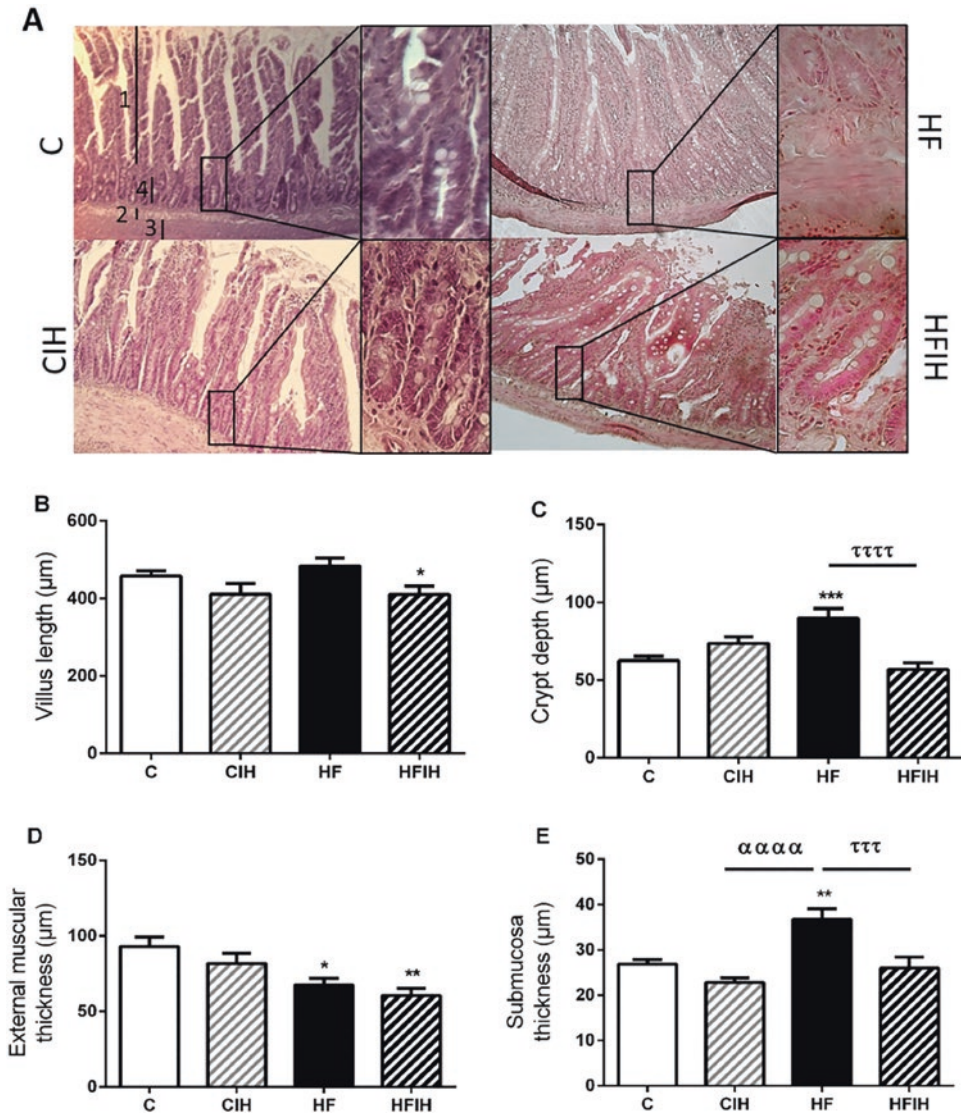 A
C
1
4
2
3
HF
CIH
HFIH
B
Villus length (µm)
600
400
200
0
*
C CIH HF HFIH
C
Crypt depth (µm)
150
100
50
0
ττττ
***
C CIH HF HFIH
D
External muscular
thickness (µm)
150
100
50
0
*
**
C CIH HF HFIH
E
Submucosa
thickness (µm)
50
40
30
20
10
0
αααα τττ
**
C CIH HF HFIH